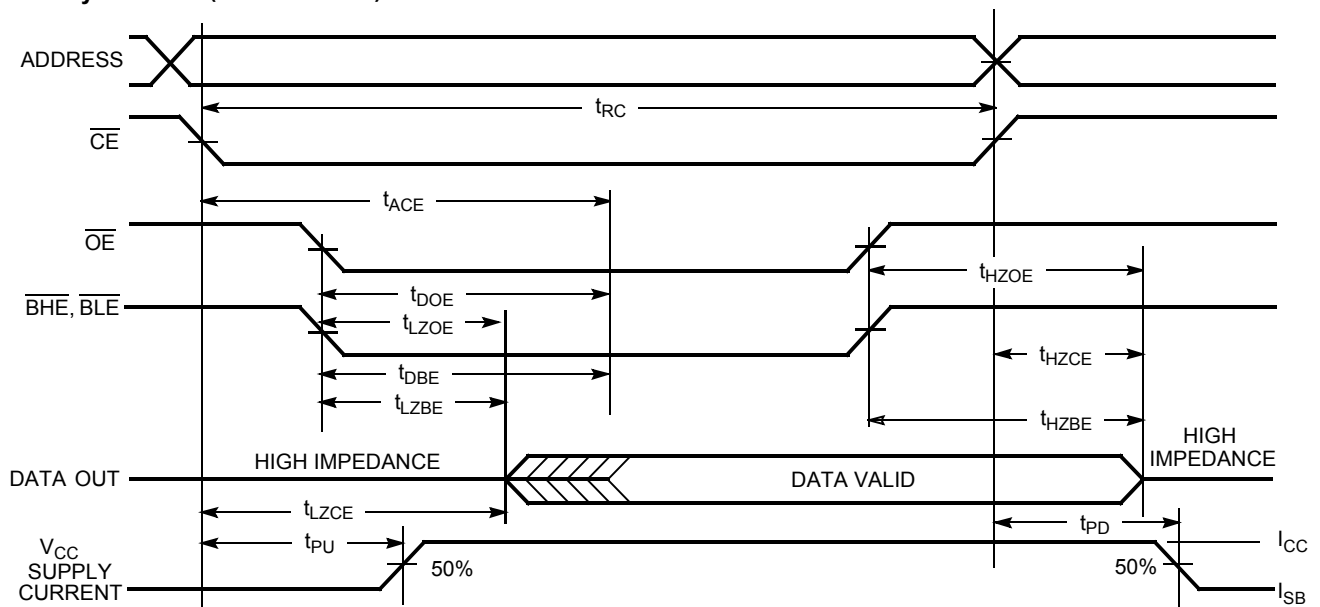 ADDRESS
tRC
CE
tACE
OE
tHZOE
tDOE
BHE, BLE
tLZOE
tHZCE
tDBE
tLZBE
tHZBE
HIGH IMPEDANCE
HIGH
IMPEDANCE
DATA OUT
DATA VALID
tLZCE
tPD
tPU
VCC
SUPPLY
CURRENT
50%
50%
ICC
ISB